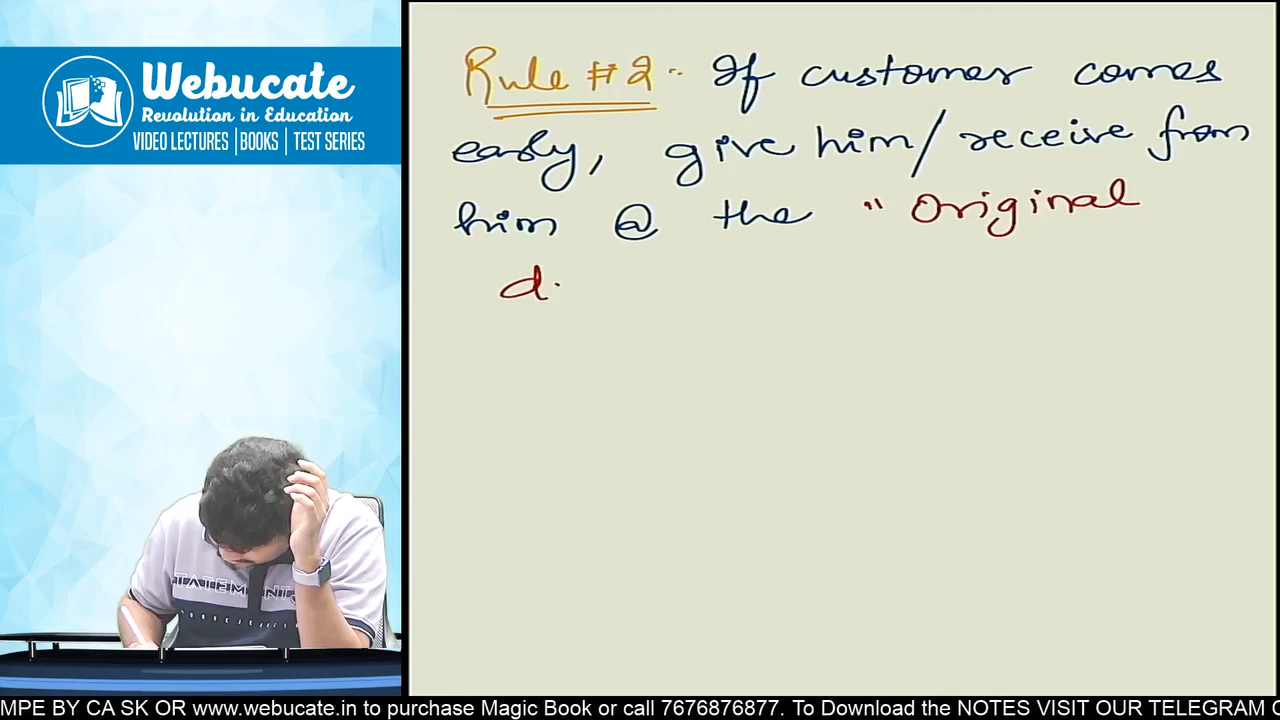 Webucate
Revolution in Education
VIDEO LECTURES | BOOKS | TEST SERIES
Rule #2:- If customer comes
early, give him/ receive from
him @ the "Original
d.
TATEMENT
MPE BY CA SK OR www.webucate.in to purchase Magic Book or call 7676876877. To Download the NOTES VISIT OUR TELEGRAM C